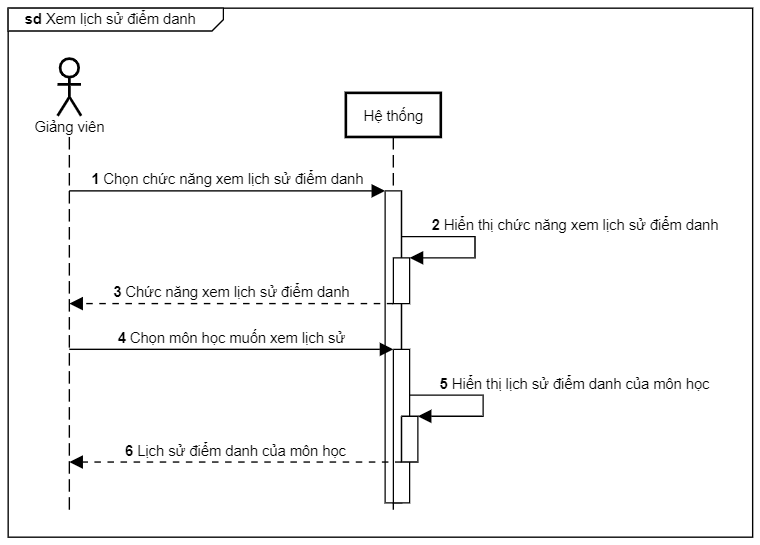 sd Xem lịch sử điểm danh
Giảng viên
Hệ thống
1 Chọn chức năng xem lịch sử điểm danh
2 Hiển thị chức năng xem lịch sử điểm danh
3 Chức năng xem lịch sử điểm danh
4 Chọn môn học muốn xem lịch sử
5 Hiển thị lịch sử điểm danh của môn học
6 Lịch sử điểm danh của môn học